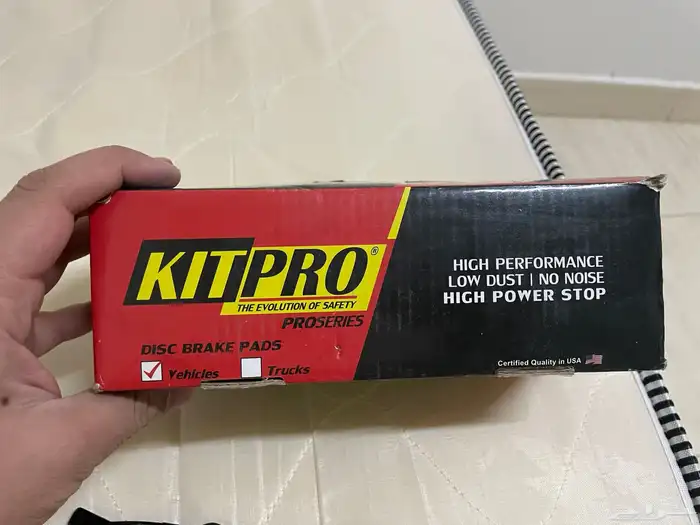 KITPRO®
THE EVOLUTION OF SAFETY
PROSERIES
DISC BRAKE PADS
Vehicles Trucks
HIGH PERFORMANCE
LOW DUST | NO NOISE
HIGH POWER STOP
Certified Quality in USA